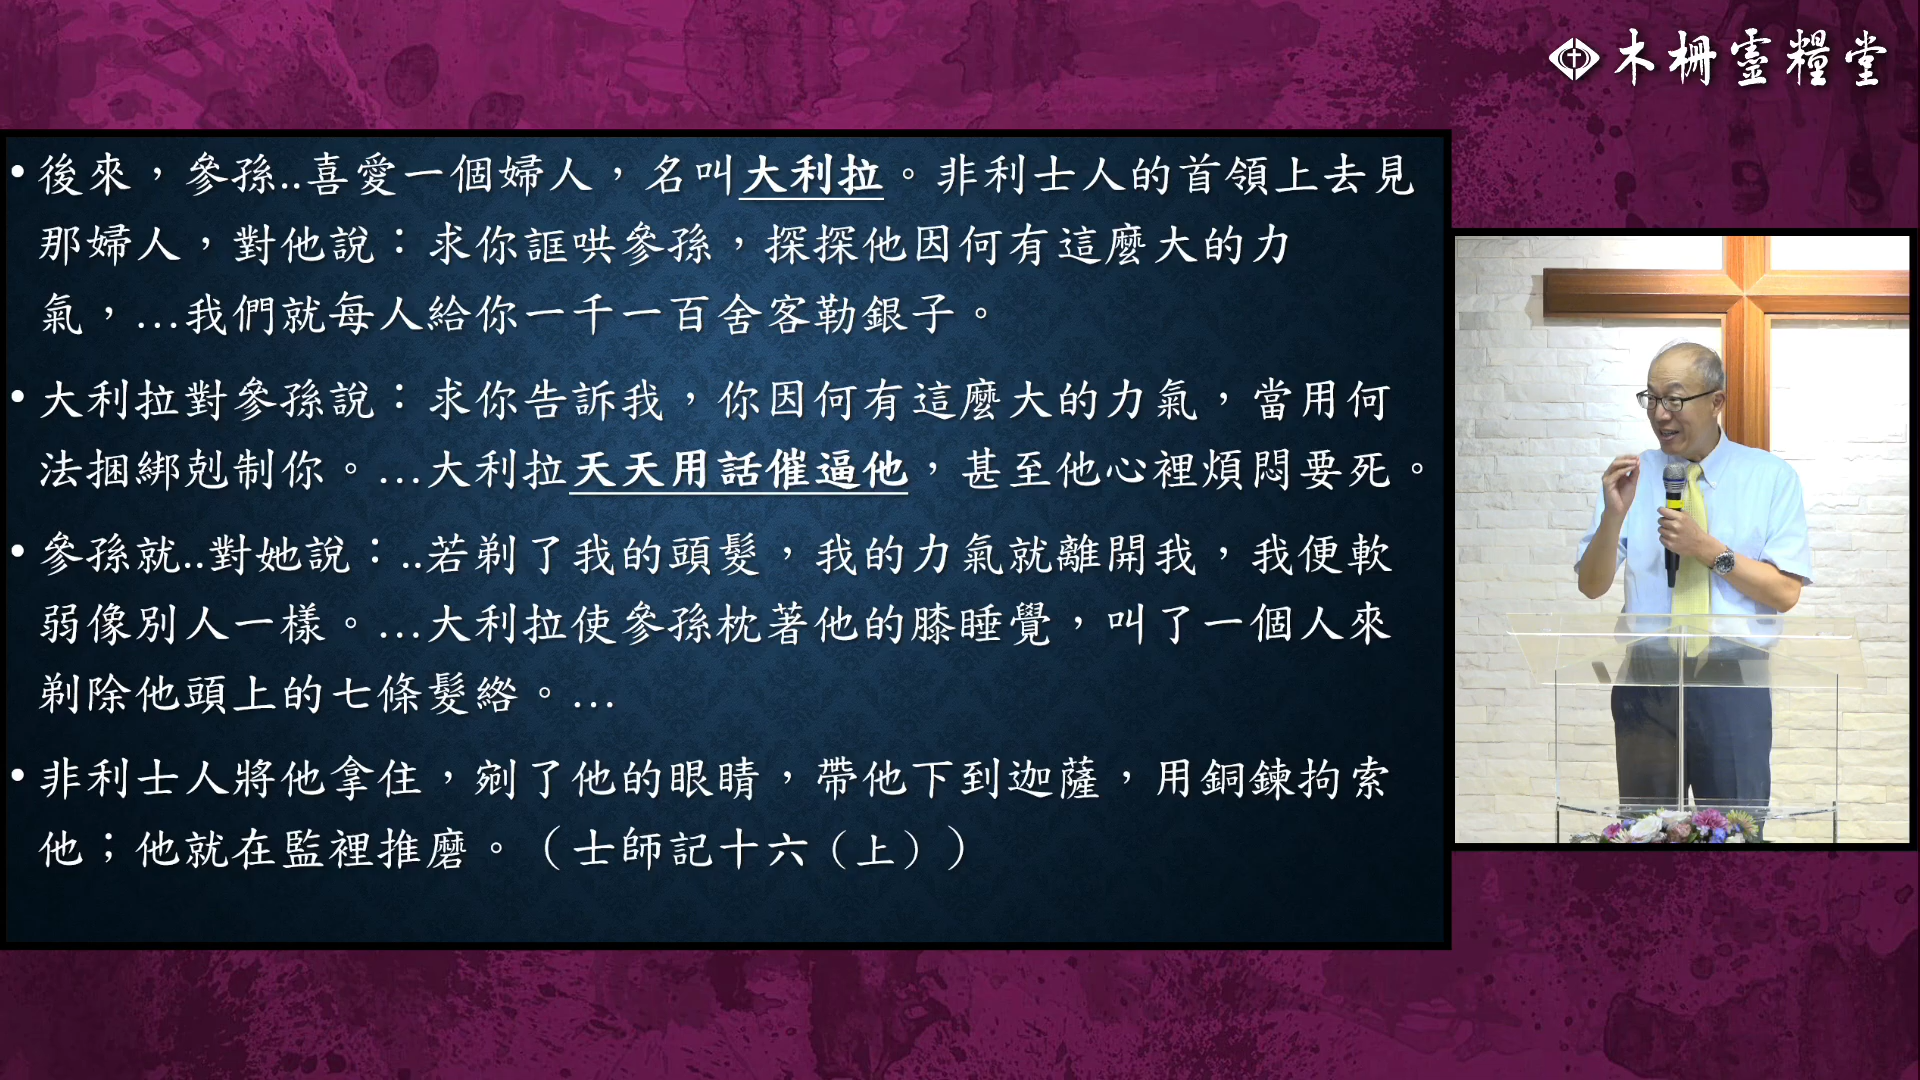 木柵靈糧堂
• 後來，參孫..喜愛一個婦人，名叫大利拉。非利士人的首領上去見
那婦人，對他說：求你誆哄參孫，探探他因何有這麼大的力
氣，…我們就每人給你一千一百舍客勒銀子。
• 大利拉對參孫說：求你告訴我，你因何有這麼大的力氣，當用何
法捆綁剋制你。…大利拉天天用話催逼他，甚至他心裡煩悶要死。
• 參孫就..對她說：..若剃了我的頭髮，我的力氣就離開我，我便軟
弱像別人一樣。…大利拉使參孫枕著他的膝睡覺，叫了一個人來
剃除他頭上的七條髮綹。…
• 非利士人將他拿住，剜了他的眼睛，帶他下到迦薩，用銅鍊拘索
他；他就在監裡推磨。（士師記十六（上））